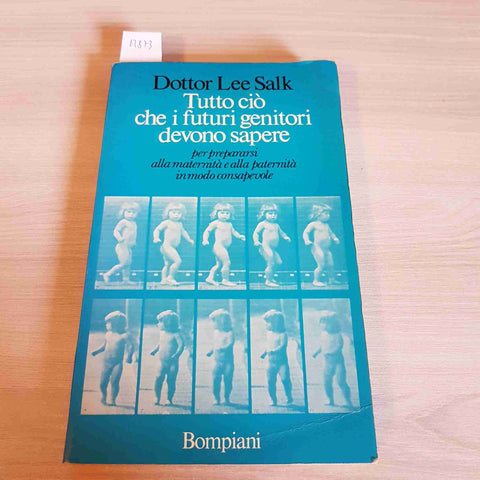 Dottor Lee Salk
Tutto ciò
che i futuri genitori
devono sapere
per prepararsi
alla maternità e alla paternità
in modo consapevole
Bompiani